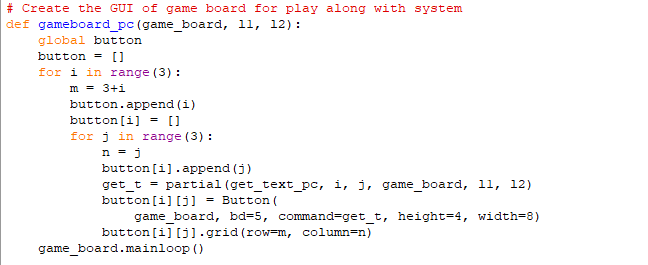 # Create the GUI of game board for play along with system
def gameboard_pc(game_board, l1, l2):
    global button
    button = []
    for i in range(3):
        m = 3+i
        button.append(i)
        button[i] = []
        for j in range(3):
            n = j
            button[i].append(j)
            get_t = partial(get_text_pc, i, j, game_board, l1, l2)
            button[i][j] = Button(
                game_board, bd=5, command=get_t, height=4, width=8)
            button[i][j].grid(row=m, column=n)
    game_board.mainloop()